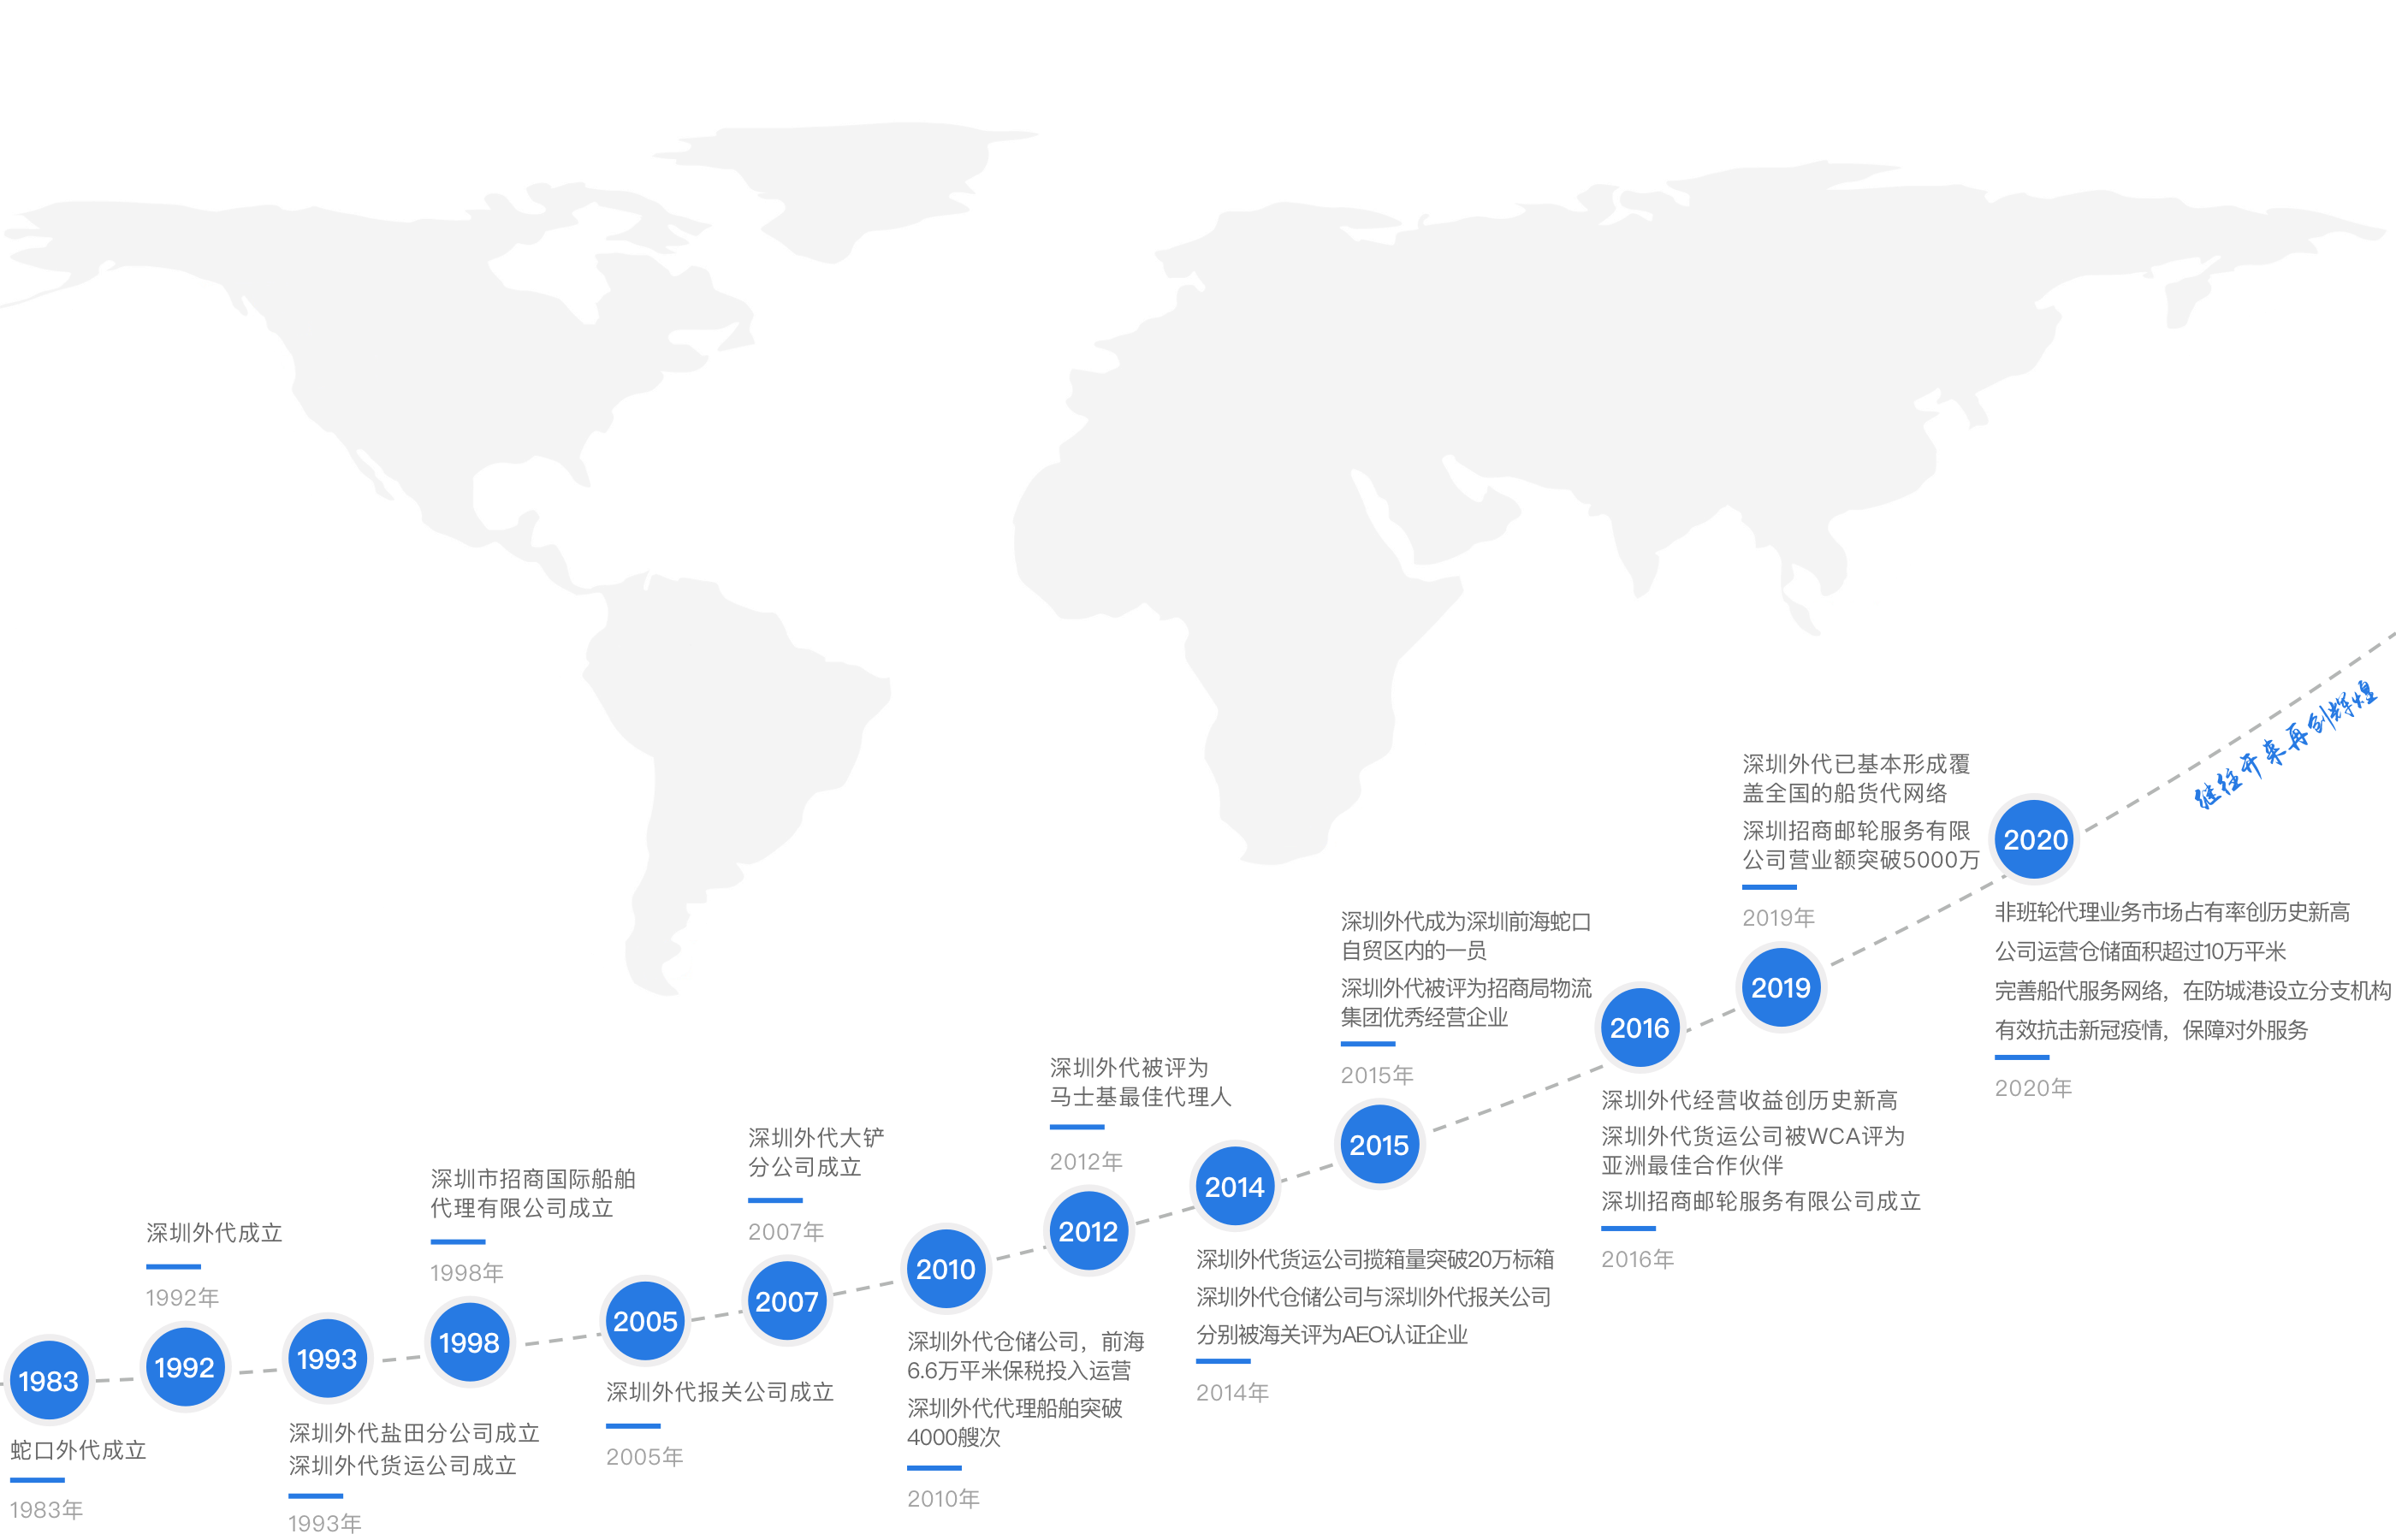 1983
蛇口外代成立
1983年
深圳外代成立
1992年
1992
1993
深圳外代盐田分公司成立
深圳外代货运公司成立
1993年
深圳市招商国际船舶
代理有限公司成立
1998年
1998
2005
深圳外代报关公司成立
2005年
深圳外代大铲
分公司成立
2007年
2007
2010
深圳外代仓储公司，前海
6.6万平米保税投入运营
深圳外代代理船舶突破
4000艘次
2010年
深圳外代被评为
马士基最佳代理人
2012年
2012
2014
深圳外代货运公司揽箱量突破20万标箱
深圳外代仓储公司与深圳外代报关公司
分别被海关评为AEO认证企业
2014年
深圳外代成为深圳前海蛇口
自贸区内的一员
深圳外代被评为招商局物流
集团优秀经营企业
2015年
2015
2016
深圳外代经营收益创历史新高
深圳外代货运公司被WCA评为
亚洲最佳合作伙伴
深圳招商邮轮服务有限公司成立
2016年
深圳外代已基本形成覆
盖全国的船货代网络
深圳招商邮轮服务有限
公司营业额突破5000万
2019年
2019
2020
非班轮代理业务市场占有率创历史新高
公司运营仓储面积超过10万平米
完善船代服务网络，在防城港设立分支机构
有效抗击新冠疫情，保障对外服务
2020年
继往开来再创辉煌